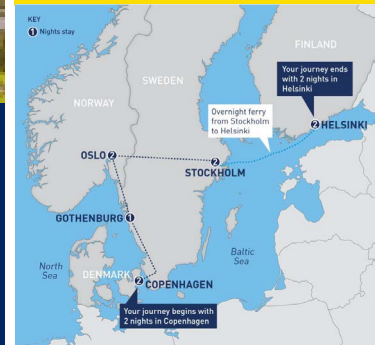 KEY
1 Nights stay
FINLAND
SWEDEN
NORWAY
Your journey ends
with 2 nights in
Helsinki
Overnight ferry
from Stockholm
to Helsinki
2 HELSINKI
OSLO 2
2
STOCKHOLM
GOTHENBURG 1
North
Sea
Baltic
Sea
DENMARK
2 COPENHAGEN
Your journey begins with
2 nights in Copenhagen